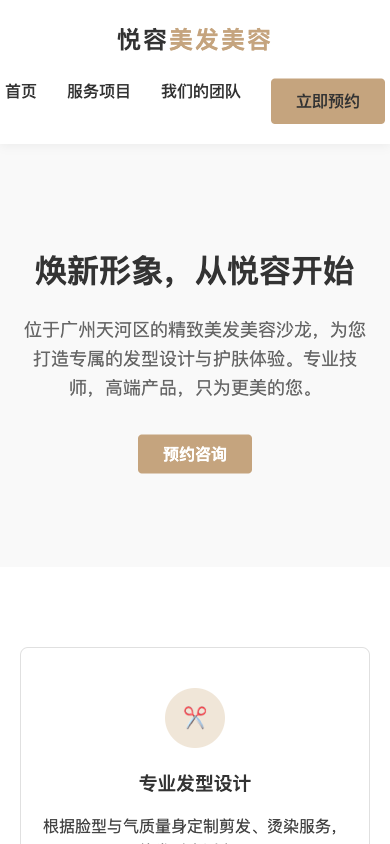 悦容美发美容
首页 服务项目 我们的团队 立即预约
焕新形象，从悦容开始
位于广州天河区的精致美发美容沙龙，为您
打造专属的发型设计与护肤体验。专业技
师，高端产品，只为更美的您。
预约咨询
专业发型设计
根据脸型与气质量身定制剪发、烫染服务，